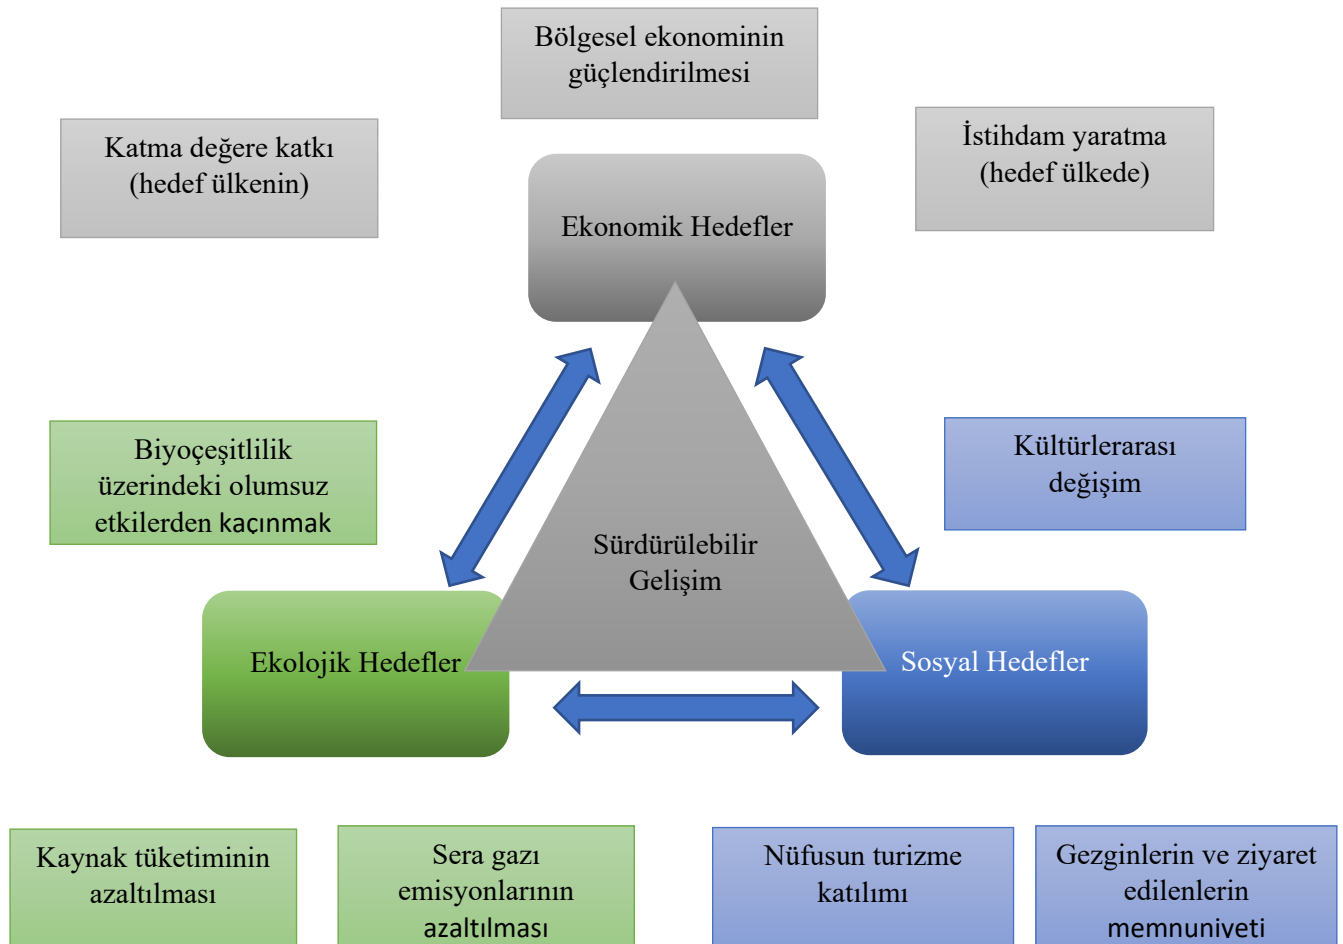 Bölgesel ekonominin
güçlendirilmesi
Katma değere katkı
(hedef ülkenin)
İstihdam yaratma
(hedef ülkede)
Ekonomik Hedefler
Biyoçeşitlilik
üzerindeki olumsuz
etkilerden kaçınmak
Kültürlerarası
değişim
Sürdürülebilir
Gelişim
Ekolojik Hedefler
Sosyal Hedefler
Kaynak tüketiminin
azaltılması
Sera gazı
emisyonlarının
azaltılması
Nüfusun turizme
katılımı
Gezginlerin ve ziyaret
edilenlerin
memnuniyeti